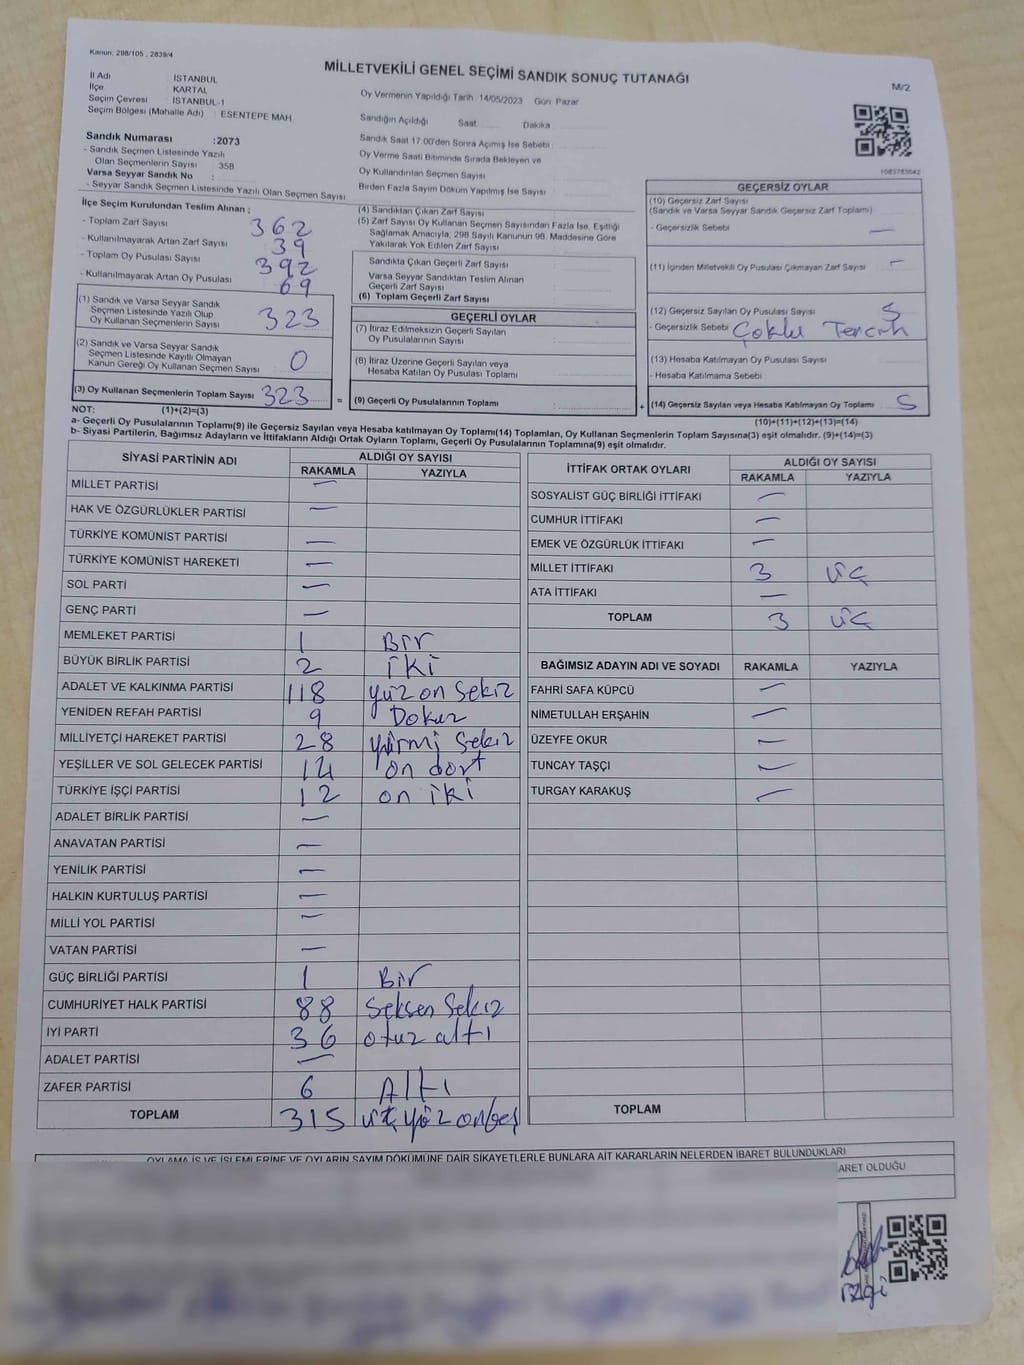 Kanun: 298/105 , 2839/4
MİLLETVEKİLİ GENEL SEÇİMİ SANDIK SONUÇ TUTANAĞI
M/2
İl Adı İSTANBUL
İlçe KARTAL
Seçim Çevresi İSTANBUL-1
Seçim Bölgesi (Mahalle Adı) : ESENTEPE MAH.
Oy Vermenin Yapıldığı Tarih: 14/05/2023 Gün: Pazar
Sandığın Açıldığı Saat: Dakika :
Sandık Saat 17:00'den Sonra Açılmış İse Sebebi :
Oy Verme Saati Bitiminde Sırada Bekleyen ve
Oy Kullandırılan Seçmen Sayısı
Birden Fazla Sayım Döküm Yapılmış İse Sayısı :
Sandık Numarası :2073
- Sandık Seçmen Listesinde Yazılı
Olan Seçmenlerin Sayısı : 358
Varsa Seyyar Sandık No :
- Seyyar Sandık Seçmen Listesinde Yazılı Olan Seçmen Sayısı :
İlçe Seçim Kurulundan Teslim Alınan ;
- Toplam Zarf Sayısı : 362
- Kullanılmayarak Artan Zarf Sayısı : 39
- Toplam Oy Pusulası Sayısı : 392
- Kullanılmayarak Artan Oy Pusulası : 69
(1) Sandık ve Varsa Seyyar Sandık
Seçmen Listesinde Yazılı Olup
Oy Kullanan Seçmenlerin Sayısı 323
(2) Sandık ve Varsa Seyyar Sandık
Seçmen Listesinde Kayıtlı Olmayan
Kanun Gereği Oy Kullanan Seçmen Sayısı : 0
(3) Oy Kullanan Seçmenlerin Toplam Sayısı : 323 =
(4) Sandıktan Çıkan Zarf Sayısı :
(5) Zarf Sayısı Oy Kullanan Seçmen Sayısından Fazla İse, Eşitliği
Sağlamak Amacıyla, 298 Sayılı Kanunun 98. Maddesine Göre
Yakılarak Yok Edilen Zarf Sayısı :
Sandıkta Çıkan Geçerli Zarf Sayısı :
Varsa Seyyar Sandıktan Teslim Alınan
Geçerli Zarf Sayısı :
(6) Toplam Geçerli Zarf Sayısı :
GEÇERLİ OYLAR
(7) İtiraz Edilmeksizin Geçerli Sayılan
Oy Pusulalarının Sayısı :
(8) İtiraz Üzerine Geçerli Sayılan veya
Hesaba Katılan Oy Pusulası Toplamı :
(9) Geçerli Oy Pusulalarının Toplamı : +
1083783042
GEÇERSİZ OYLAR
(10) Geçersiz Zarf Sayısı
(Sandık ve Varsa Seyyar Sandık Geçersiz Zarf Toplamı) :
- Geçersizlik Sebebi : —
(11) İçinden Milletvekili Oy Pusulası Çıkmayan Zarf Sayısı : —
(12) Geçersiz Sayılan Oy Pusulası Sayısı : 5
- Geçersizlik Sebebi : Çoklu Tercih
(13) Hesaba Katılmayan Oy Pusulası Sayısı :
- Hesaba Katılmama Sebebi :
(14) Geçersiz Sayılan veya Hesaba Katılmayan Oy Toplamı : 5
NOT: (1)+(2)=(3)
(10)+(11)+(12)+(13)=(14)
a- Geçerli Oy Pusulalarının Toplamı(9) ile Geçersiz Sayılan veya Hesaba katılmayan Oy Toplamı(14) Toplamları, Oy Kullanan Seçmenlerin Toplam Sayısına(3) eşit olmalıdır. (9)+(14)=(3)
b- Siyasi Partilerin, Bağımsız Adayların ve İttifakların Aldığı Ortak Oyların Toplamı, Geçerli Oy Pusulalarının Toplamına(9) eşit olmalıdır.
SİYASİ PARTİNİN ADI ALDIĞI OY SAYISI
RAKAMLA YAZIYLA
MİLLET PARTİSİ —
HAK VE ÖZGÜRLÜKLER PARTİSİ —
TÜRKİYE KOMÜNİST PARTİSİ —
TÜRKİYE KOMÜNİST HAREKETİ —
SOL PARTİ —
GENÇ PARTİ —
MEMLEKET PARTİSİ 1 Bir
BÜYÜK BİRLİK PARTİSİ 2 iki
ADALET VE KALKINMA PARTİSİ 118 yüz on sekiz
YENİDEN REFAH PARTİSİ 9 Dokuz
MİLLİYETÇİ HAREKET PARTİSİ 28 yirmi sekiz
YEŞİLLER VE SOL GELECEK PARTİSİ 14 on dört
TÜRKİYE İŞÇİ PARTİSİ 12 on iki
ADALET BİRLİK PARTİSİ —
ANAVATAN PARTİSİ —
YENİLİK PARTİSİ —
HALKIN KURTULUŞ PARTİSİ —
MİLLİ YOL PARTİSİ —
VATAN PARTİSİ —
GÜÇ BİRLİĞİ PARTİSİ 1 Bir
CUMHURİYET HALK PARTİSİ 88 Seksen Sekiz
İYİ PARTİ 36 otuz altı
ADALET PARTİSİ —
ZAFER PARTİSİ 6 Altı
TOPLAM 315 üçyüz onbeş
İTTİFAK ORTAK OYLARI ALDIĞI OY SAYISI
RAKAMLA YAZIYLA
SOSYALİST GÜÇ BİRLİĞİ İTTİFAKI —
CUMHUR İTTİFAKI —
EMEK VE ÖZGÜRLÜK İTTİFAKI —
MİLLET İTTİFAKI 3 üç
ATA İTTİFAKI —
TOPLAM 3 üç
BAĞIMSIZ ADAYIN ADI VE SOYADI RAKAMLA YAZIYLA
FAHRİ SAFA KÜPCÜ —
NİMETULLAH ERŞAHİN —
ÜZEYFE OKUR —
TUNCAY TAŞÇI —
TURGAY KARAKUŞ —
TOPLAM
OYLAMA İŞ VE İŞLEMLERİNE VE OYLARIN SAYIM DÖKÜMÜNE DAİR ŞİKAYETLERLE BUNLARA AİT KARARLARIN NELERDEN İBARET BULUNDUKLARI
ARET OLDUĞU